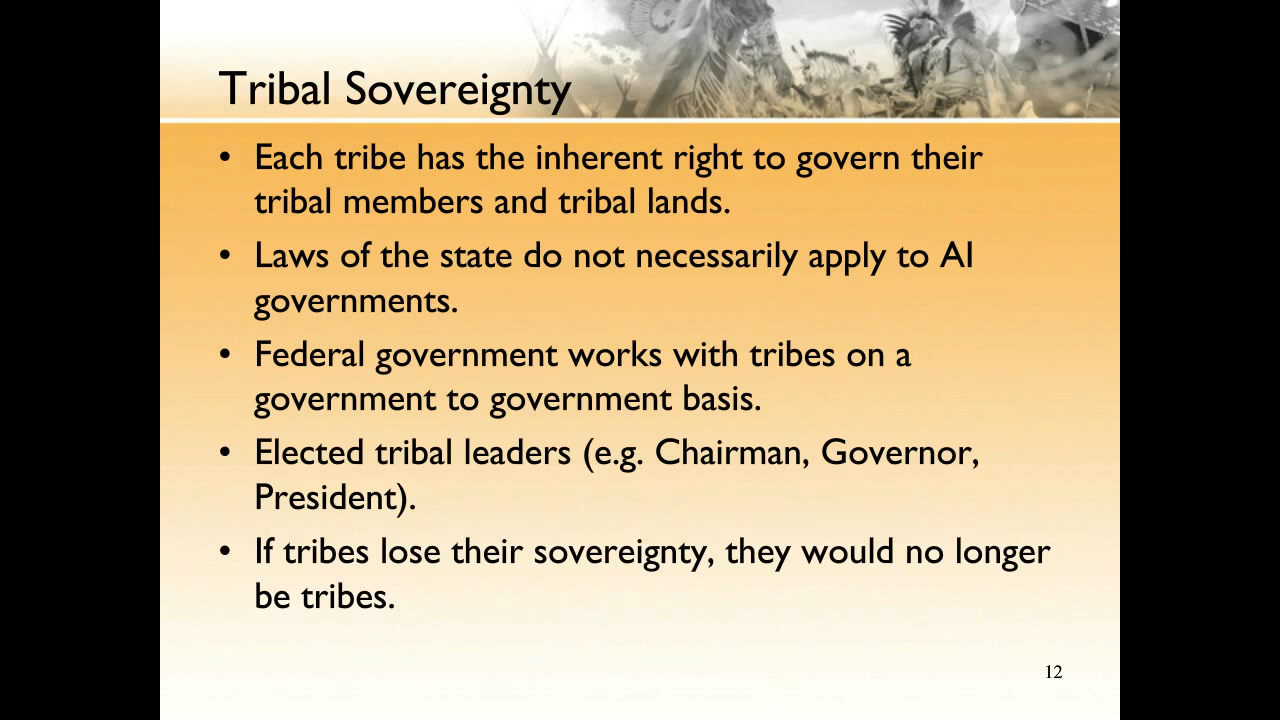 Tribal Sovereignty
• Each tribe has the inherent right to govern their
tribal members and tribal lands.
• Laws of the state do not necessarily apply to AI
governments.
• Federal government works with tribes on a
government to government basis.
• Elected tribal leaders (e.g. Chairman, Governor,
President).
• If tribes lose their sovereignty, they would no longer
be tribes.
12